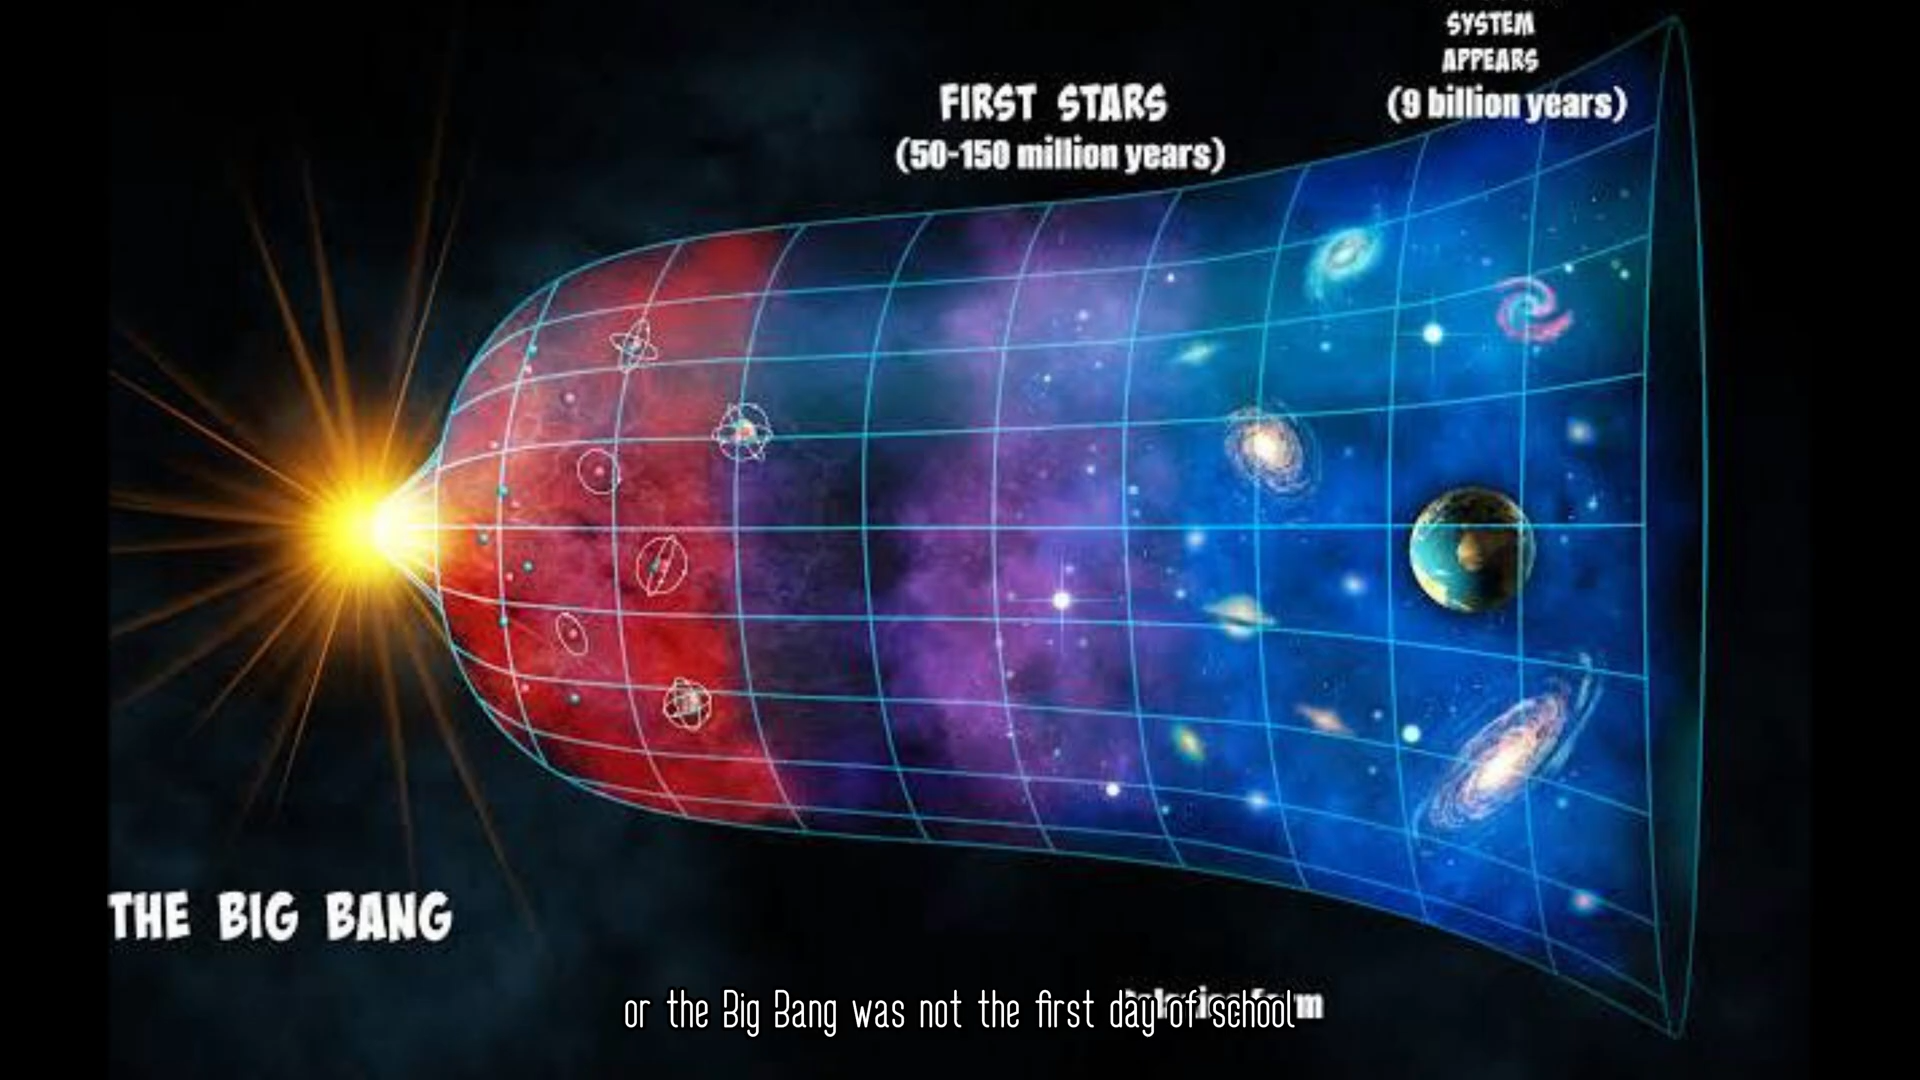 SYSTEM
APPEARS
(9 billion years)
FIRST STARS
(50-150 million years)
THE BIG BANG
or the Big Bang was not the first day of school